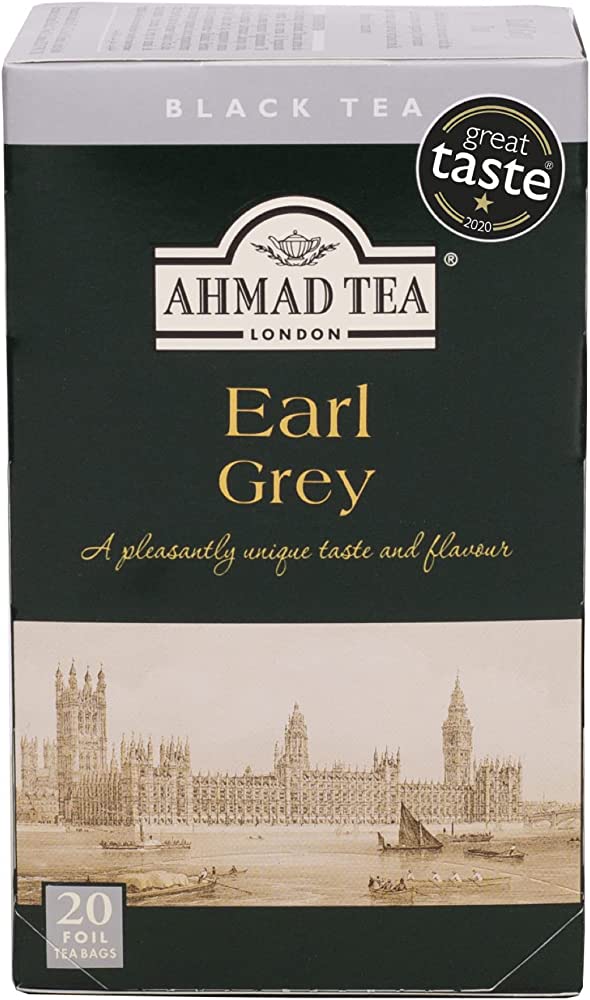 BLACK TEA
great
taste®
2020
AHMAD TEA®
LONDON
Earl
Grey
A pleasantly unique taste and flavour
20
FOIL
TEA BAGS